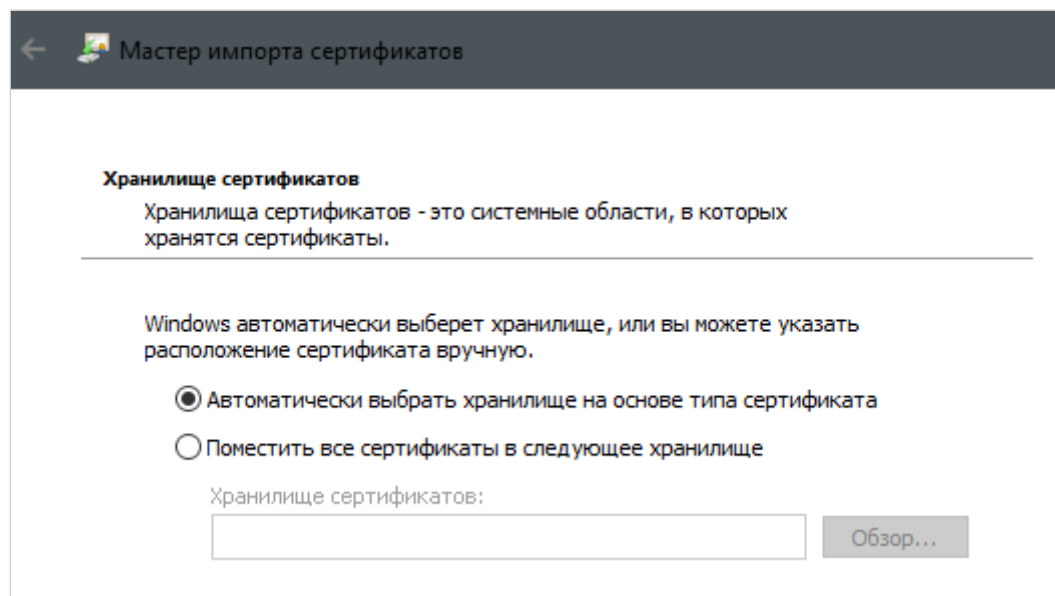 Мастер импорта сертификатов
Хранилище сертификатов
Хранилища сертификатов - это системные области, в которых
хранятся сертификаты.
Windows автоматически выберет хранилище, или вы можете указать
расположение сертификата вручную.
Автоматически выбрать хранилище на основе типа сертификата
Поместить все сертификаты в следующее хранилище
Хранилище сертификатов:
Обзор...